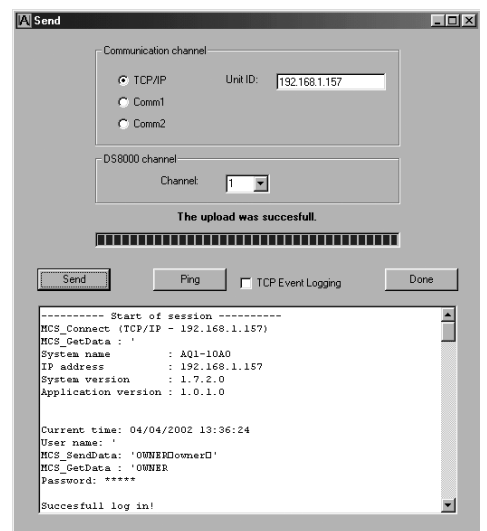 Send
Communication channel
TCP/IP Unit ID: 192.168.1.157
Comm1
Comm2
DS8000 channel
Channel: 1
The upload was succesfull.
Send Ping TCP Event Logging Done
---------- Start of session ----------
MCS_Connect (TCP/IP - 192.168.1.157)
MCS_GetData : '
System name : AQ1-10A0
IP address : 192.168.1.157
System version : 1.7.2.0
Application version : 1.0.1.0
Current time: 04/04/2002 13:36:24
User name: '
MCS_SendData: 'OWNER□owner□'
MCS_GetData : 'OWNER
Password: *****
Succesfull log in!